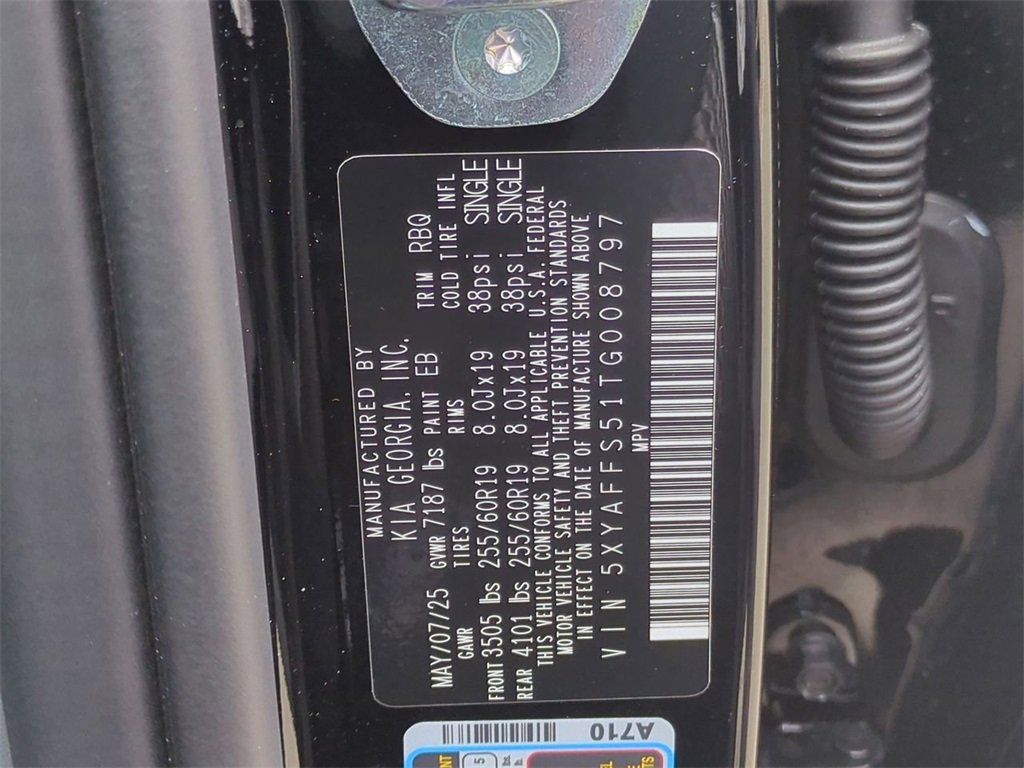 MANUFACTURED BY
KIA GEORGIA, INC.
MAY/07/25 GVWR 7187 lbs PAINT EB TRIM RBQ
GAWR TIRES RIMS COLD TIRE INFL
FRONT 3505 lbs 255/60R19 8.0Jx19 38psi SINGLE
REAR 4101 lbs 255/60R19 8.0Jx19 38psi SINGLE
THIS VEHICLE CONFORMS TO ALL APPLICABLE U.S.A. FEDERAL
MOTOR VEHICLE SAFETY AND THEFT PREVENTION STANDARDS
IN EFFECT ON THE DATE OF MANUFACTURE SHOWN ABOVE
VIN 5XYAFFS51TG008797
MPV
A710
5